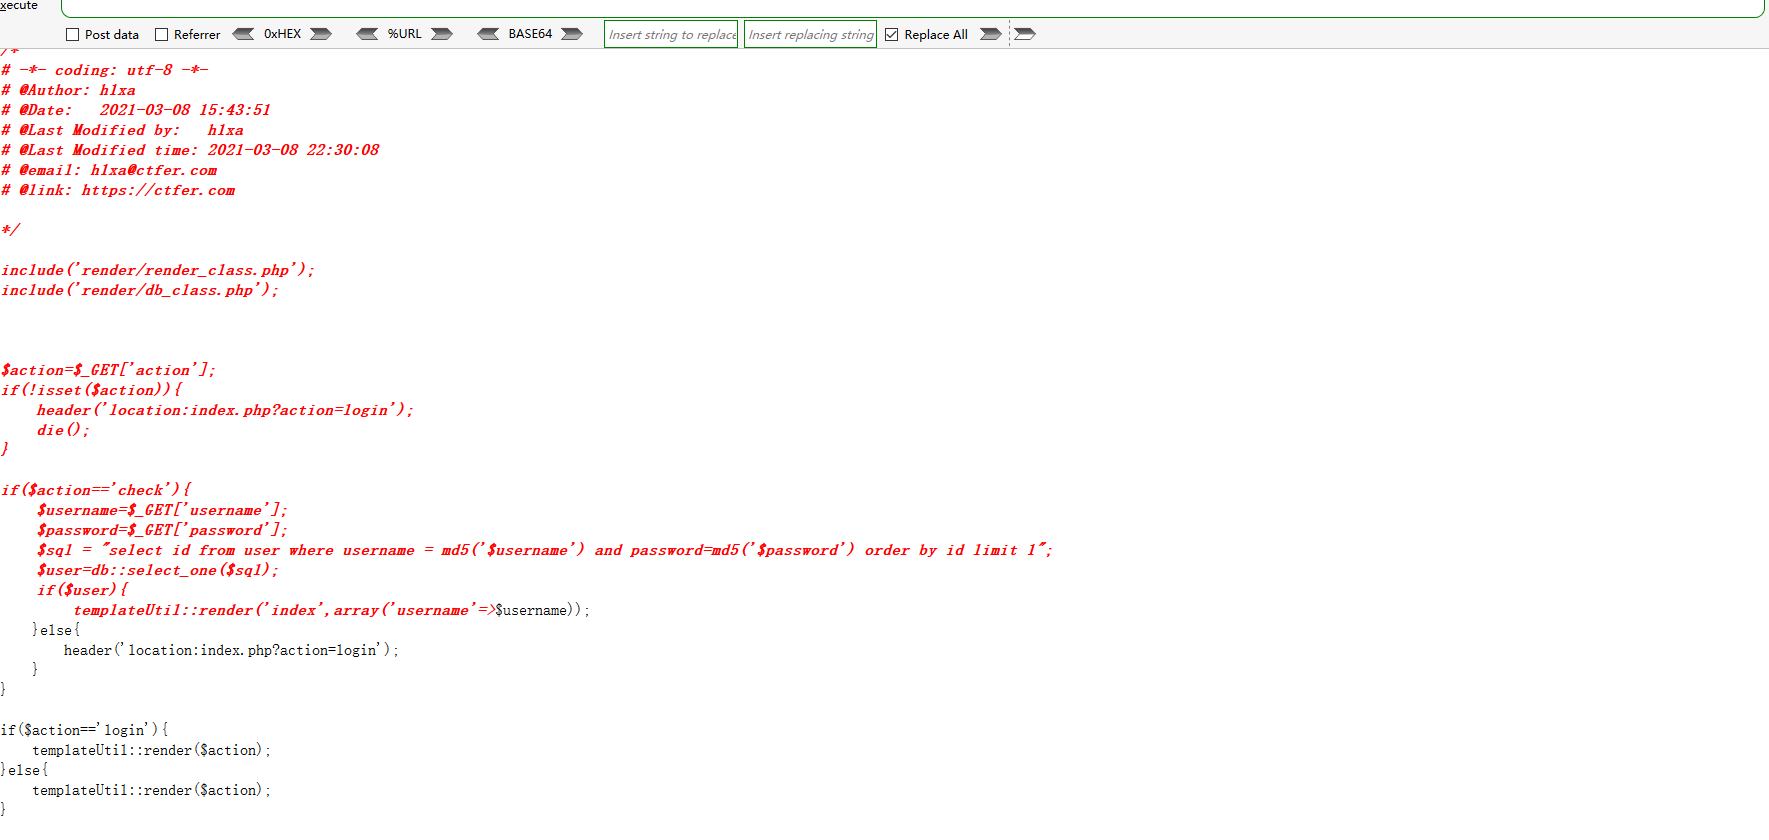 xecute
Post data Referrer 0xHEX %URL BASE64 Insert string to replace Insert replacing string Replace All
/*
# -*- coding: utf-8 -*-
# @Author: h1xa
# @Date:   2021-03-08 15:43:51
# @Last Modified by:   h1xa
# @Last Modified time: 2021-03-08 22:30:08
# @email: h1xa@ctfer.com
# @link: https://ctfer.com
*/
include('render/render_class.php');
include('render/db_class.php');
$action=$_GET['action'];
if(!isset($action)){
    header('location:index.php?action=login');
    die();
}
if($action=='check'){
    $username=$_GET['username'];
    $password=$_GET['password'];
    $sql = "select id from user where username = md5('$username') and password=md5('$password') order by id limit 1";
    $user=db::select_one($sql);
    if($user){
        templateUtil::render('index',array('username'=>$username));
    }else{
        header('location:index.php?action=login');
    }
}
if($action=='login'){
    templateUtil::render($action);
}else{
    templateUtil::render($action);
}